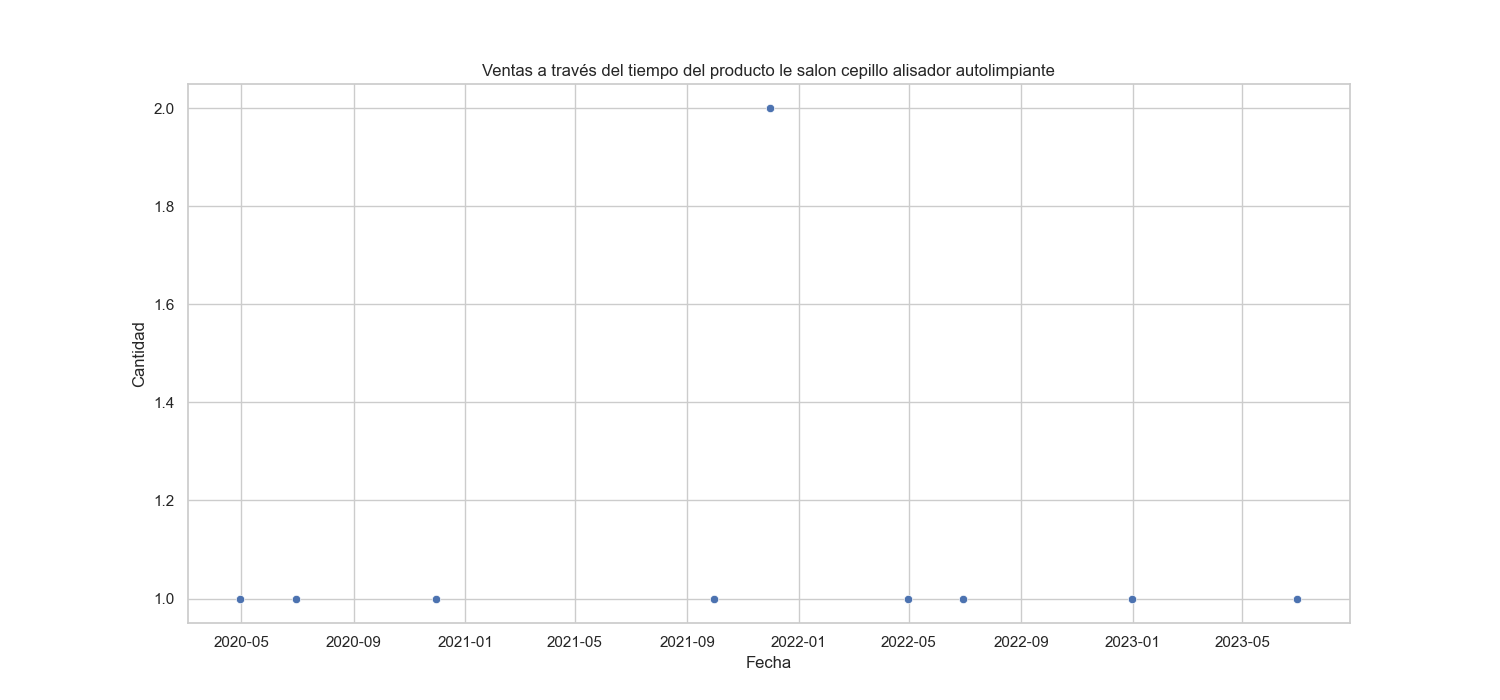 Ventas a través del tiempo del producto le salon cepillo alisador autolimpiante
2.0
1.8
1.6
1.4
1.2
1.0
Cantidad
2020-05 2020-09 2021-01 2021-05 2021-09 2022-01 2022-05 2022-09 2023-01 2023-05
Fecha